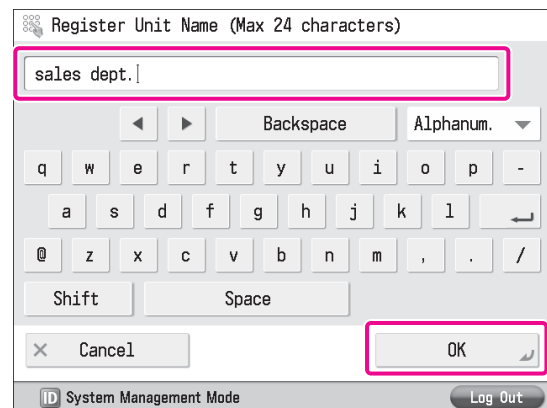 Register Unit Name (Max 24 characters)
sales dept.
Backspace Alphanum.
q w e r t y u i o p -
a s d f g h j k l
@ z x c v b n m , . /
Shift Space
Cancel OK
ID System Management Mode Log Out